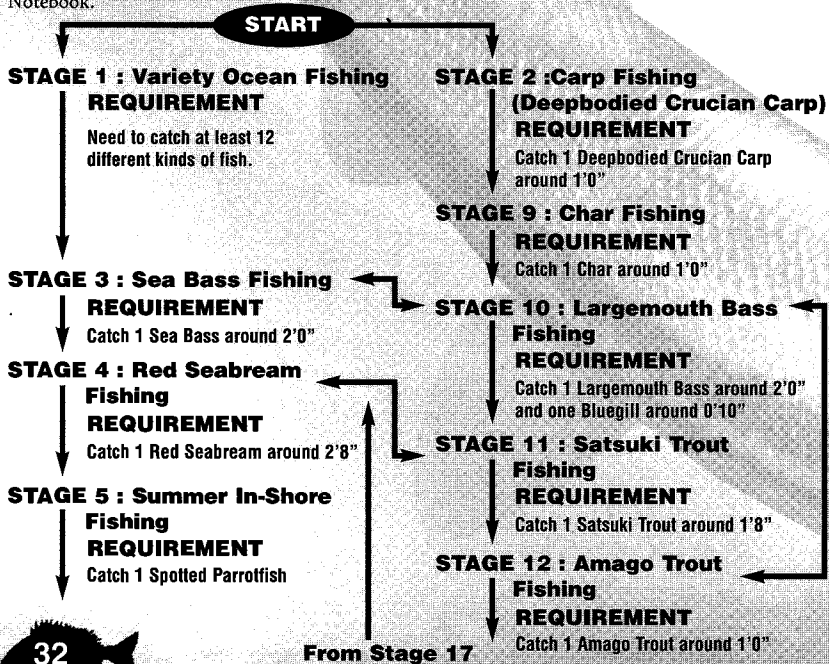 Notebook.
START
STAGE 1 : Variety Ocean Fishing
REQUIREMENT
Need to catch at least 12
different kinds of fish.
STAGE 3 : Sea Bass Fishing
REQUIREMENT
Catch 1 Sea Bass around 2'0"
STAGE 4 : Red Seabream
Fishing
REQUIREMENT
Catch 1 Red Seabream around 2'8"
STAGE 5 : Summer In-Shore
Fishing
REQUIREMENT
Catch 1 Spotted Parrotfish
STAGE 2 :Carp Fishing
(Deepbodied Crucian Carp)
REQUIREMENT
Catch 1 Deepbodied Crucian Carp
around 1'0"
STAGE 9 : Char Fishing
REQUIREMENT
Catch 1 Char around 1'0"
STAGE 10 : Largemouth Bass
Fishing
REQUIREMENT
Catch 1 Largemouth Bass around 2'0"
and one Bluegill around 0'10"
STAGE 11 : Satsuki Trout
Fishing
REQUIREMENT
Catch 1 Satsuki Trout around 1'8"
STAGE 12 : Amago Trout
Fishing
REQUIREMENT
Catch 1 Amago Trout around 1'0"
From Stage 17
32